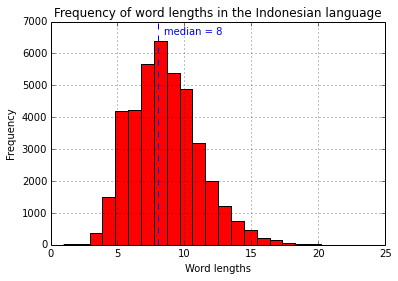 Frequency of word lengths in the Indonesian language
median = 8
7000
6000
5000
4000
3000
2000
1000
0
Frequency
0 5 10 15 20 25
Word lengths